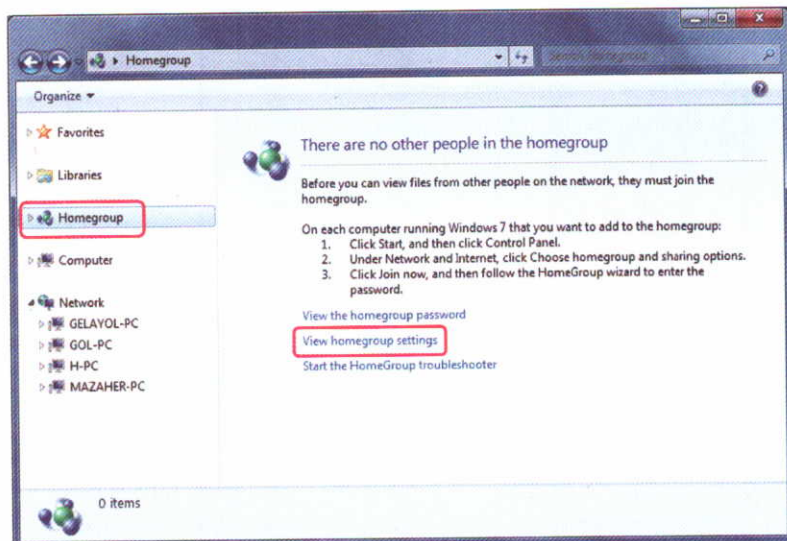 Homegroup
Search Homegroup
Organize
Favorites
Libraries
Homegroup
Computer
Network
GELAYOL-PC
GOL-PC
H-PC
MAZAHER-PC
There are no other people in the homegroup
Before you can view files from other people on the network, they must join the
homegroup.
On each computer running Windows 7 that you want to add to the homegroup:
1. Click Start, and then click Control Panel.
2. Under Network and Internet, click Choose homegroup and sharing options.
3. Click Join now, and then follow the HomeGroup wizard to enter the
password.
View the homegroup password
View homegroup settings
Start the HomeGroup troubleshooter
0 items